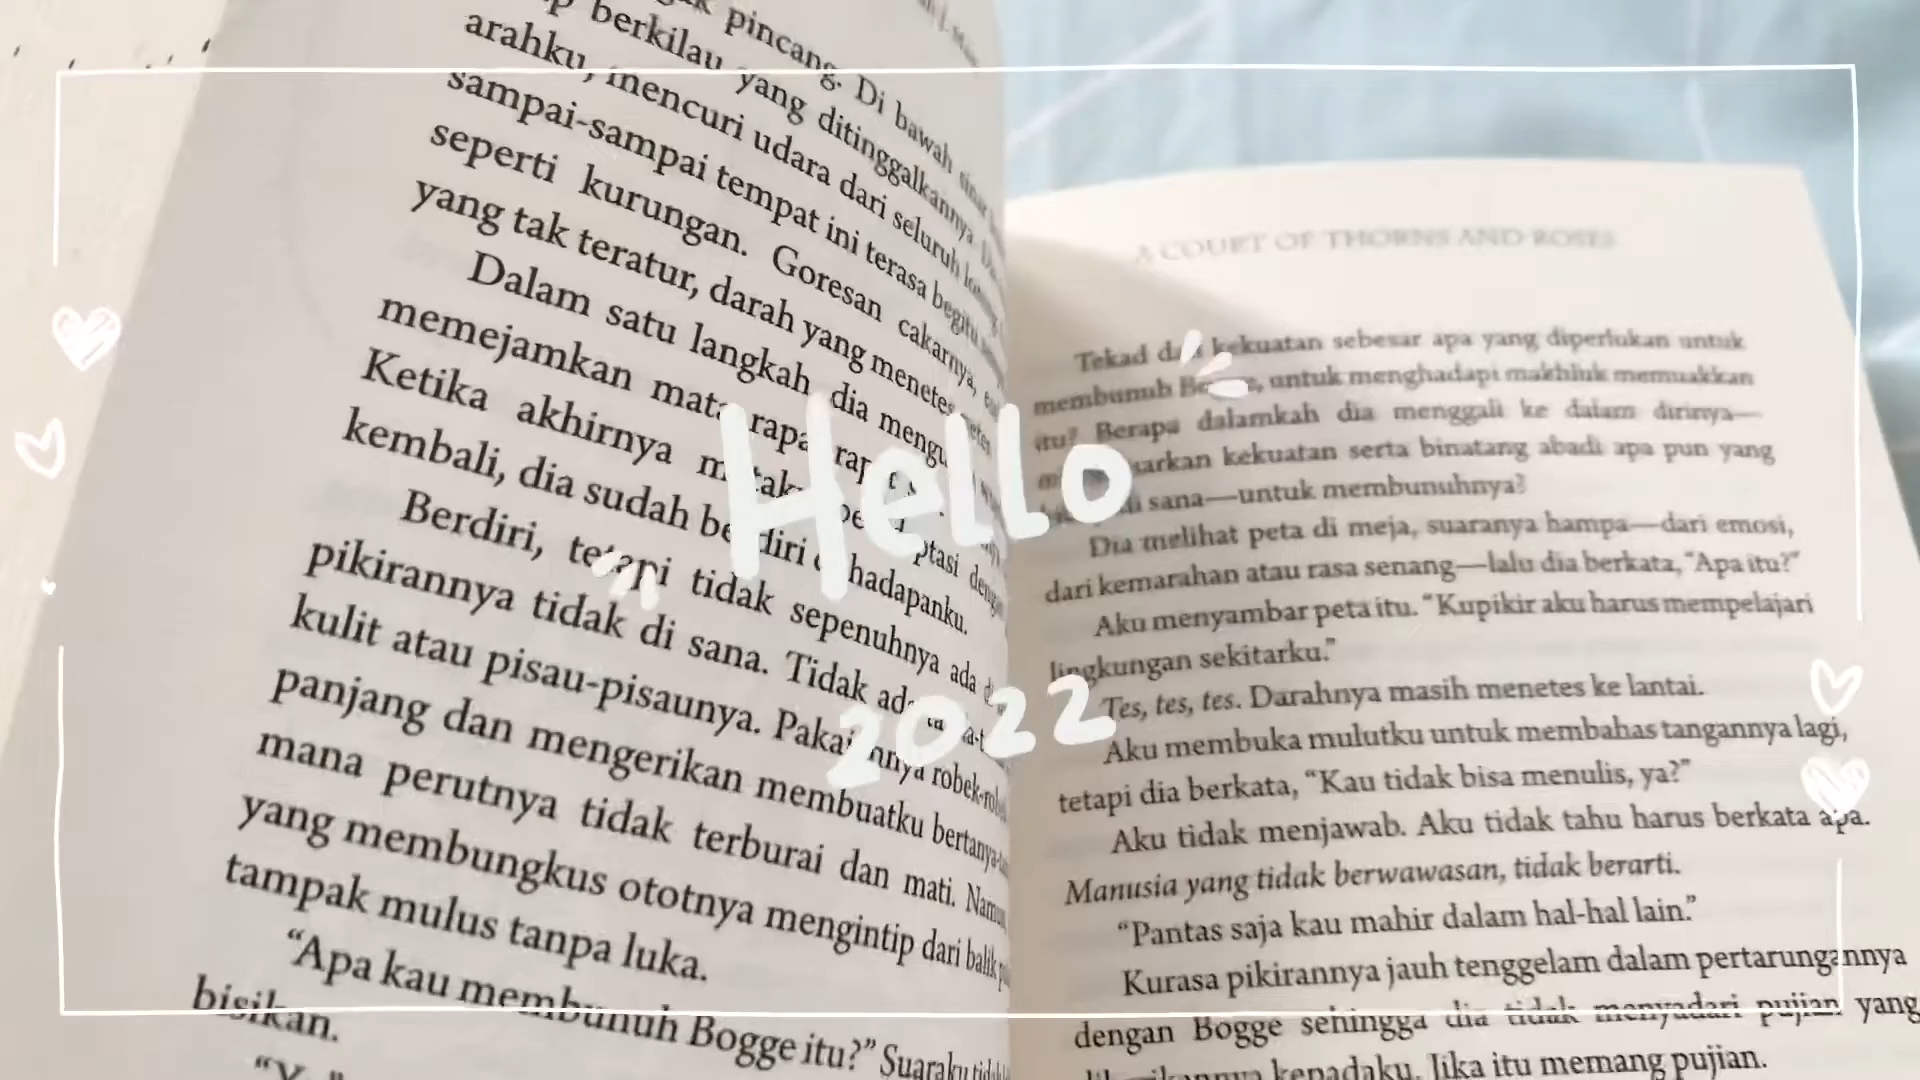 pincang. Di bawah sinar
berkilau yang ditinggalkannya.
arahku, mencuri udara dari seluruh
sampai-sampai tempat ini terasa begitu
seperti kurungan. Goresan cakarnya,
yang tak teratur, darah yang menetes
Dalam satu langkah dia
memejamkan mata rapat
Ketika akhirnya
kembali, dia sudah berdiri di hadapanku.
Berdiri, tetapi tidak sepenuhnya ada
pikirannya tidak di sana. Tidak
kulit atau pisau-pisaunya. Pakaiannya
panjang dan mengerikan membuatku
mana perutnya tidak terburai dan mati.
yang membungkus ototnya mengintip dari balik
tampak mulus tanpa luka.
“Apa kau membunuh Bogge itu?” Suaraku
bisikan.
A COURT OF THORNS AND ROSES
Tekad dan kekuatan sebesar apa yang diperlukan untuk
membunuh untuk menghadapi makhluk memuakkan
itu? Berapa dalamkah dia menggali ke dalam dirinya—
kekuatan serta binatang abadi apa pun yang
sana—untuk membunuhnya?
Dia melihat peta di meja, suaranya hampa—dari emosi,
dari kemarahan atau rasa senang—lalu dia berkata, “Apa itu?”
Aku menyambar peta itu. “Kupikir aku harus mempelajari
lingkungan sekitarku.”
Tes, tes, tes. Darahnya masih menetes ke lantai.
Aku membuka mulutku untuk membahas tangannya lagi,
tetapi dia berkata, “Kau tidak bisa menulis, ya?”
Aku tidak menjawab. Aku tidak tahu harus berkata apa.
Manusia yang tidak berwawasan, tidak berarti.
“Pantas saja kau mahir dalam hal-hal lain.”
Kurasa pikirannya jauh tenggelam dalam pertarungannya
dengan Bogge sehingga dia tidak menyadari pujian yang
kepadaku. Jika itu memang pujian.
Hello
2022